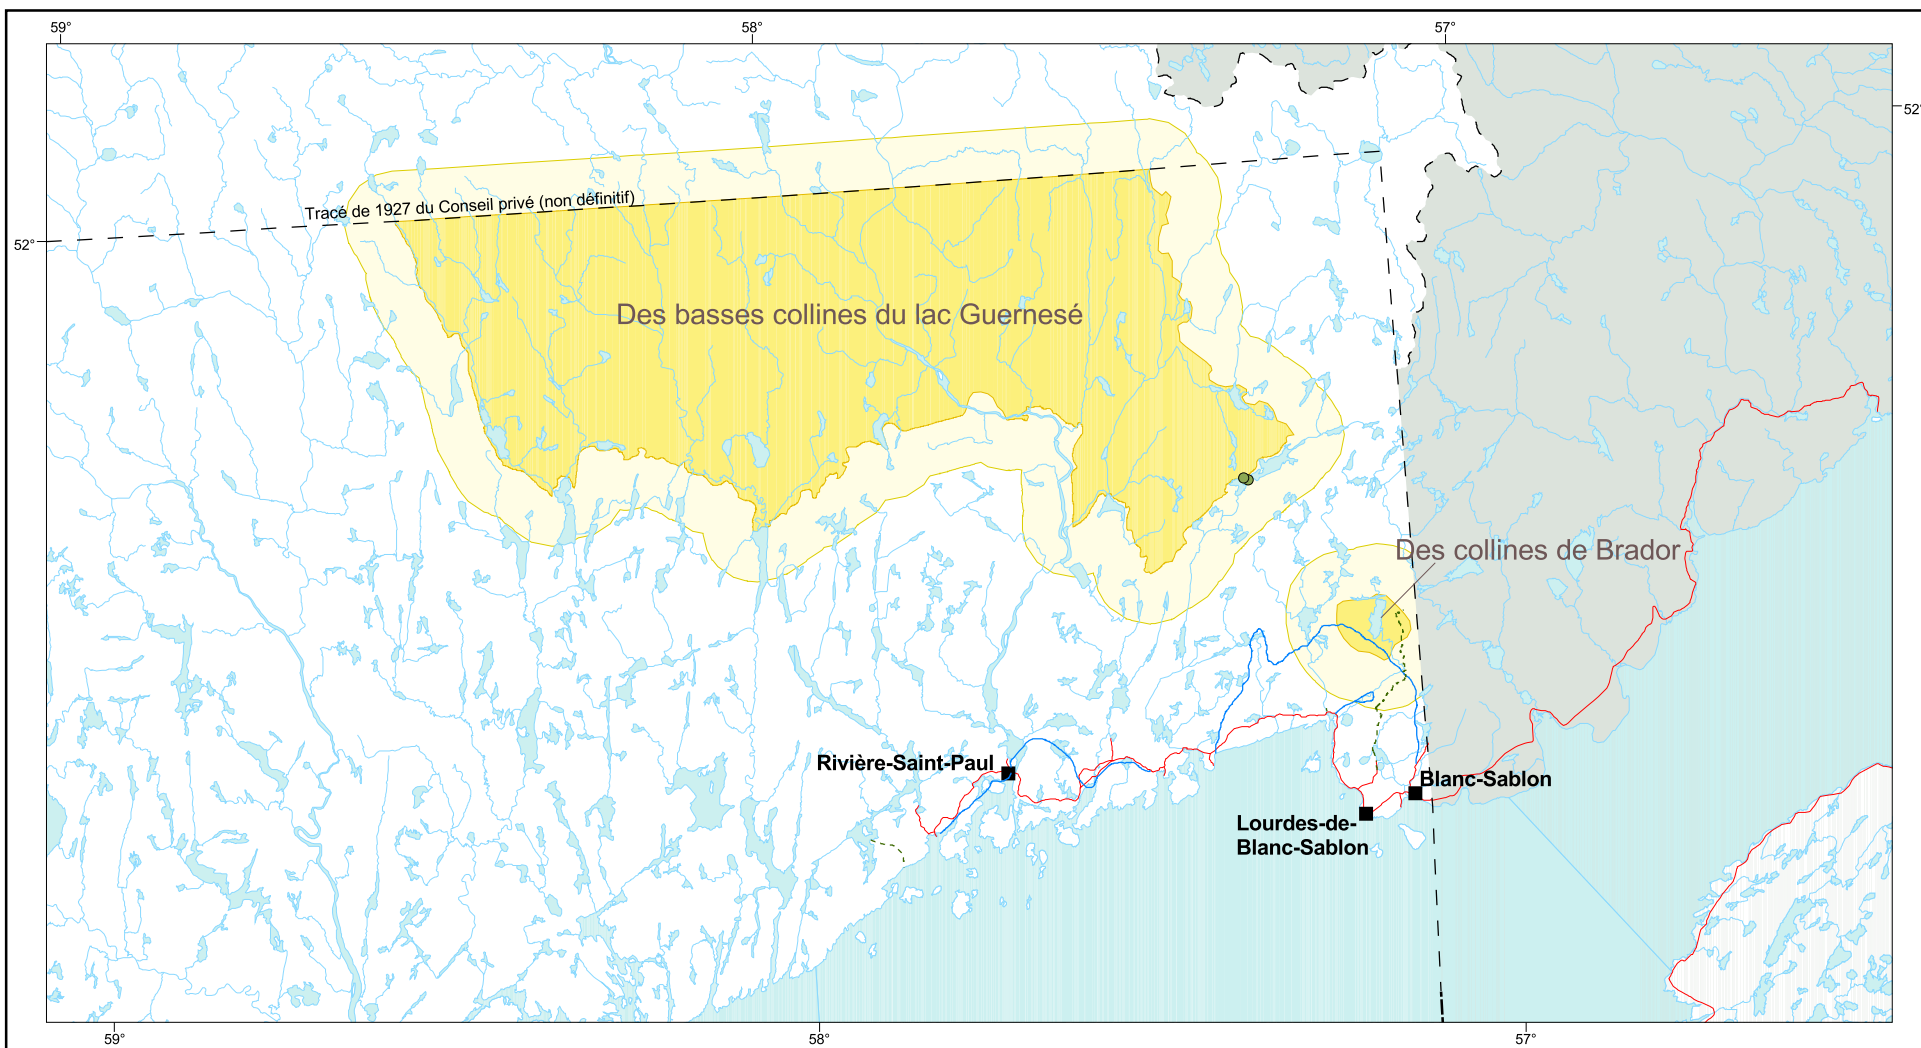 59°
58°
57°
52°
Tracé de 1927 du Conseil privé (non définitif)
52°
Des basses collines du lac Guernesé
Des collines de Brador
Rivière-Saint-Paul
Blanc-Sablon
Lourdes-de-
Blanc-Sablon
59°
58°
57°